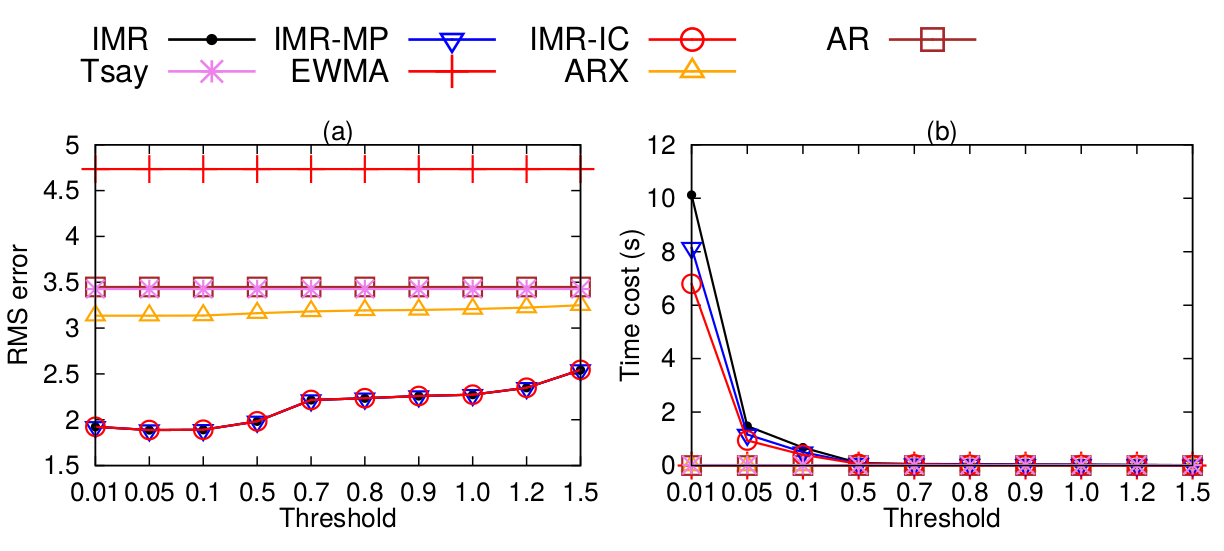 IMR IMR-MP IMR-IC AR
Tsay EWMA ARX
(a)
5
4.5
4
3.5
3
2.5
2
1.5
RMS error
0.01 0.05 0.1 0.5 0.7 0.8 0.9 1.0 1.2 1.5
Threshold
(b)
12
10
8
6
4
2
0
Time cost (s)
0.01 0.05 0.1 0.5 0.7 0.8 0.9 1.0 1.2 1.5
Threshold